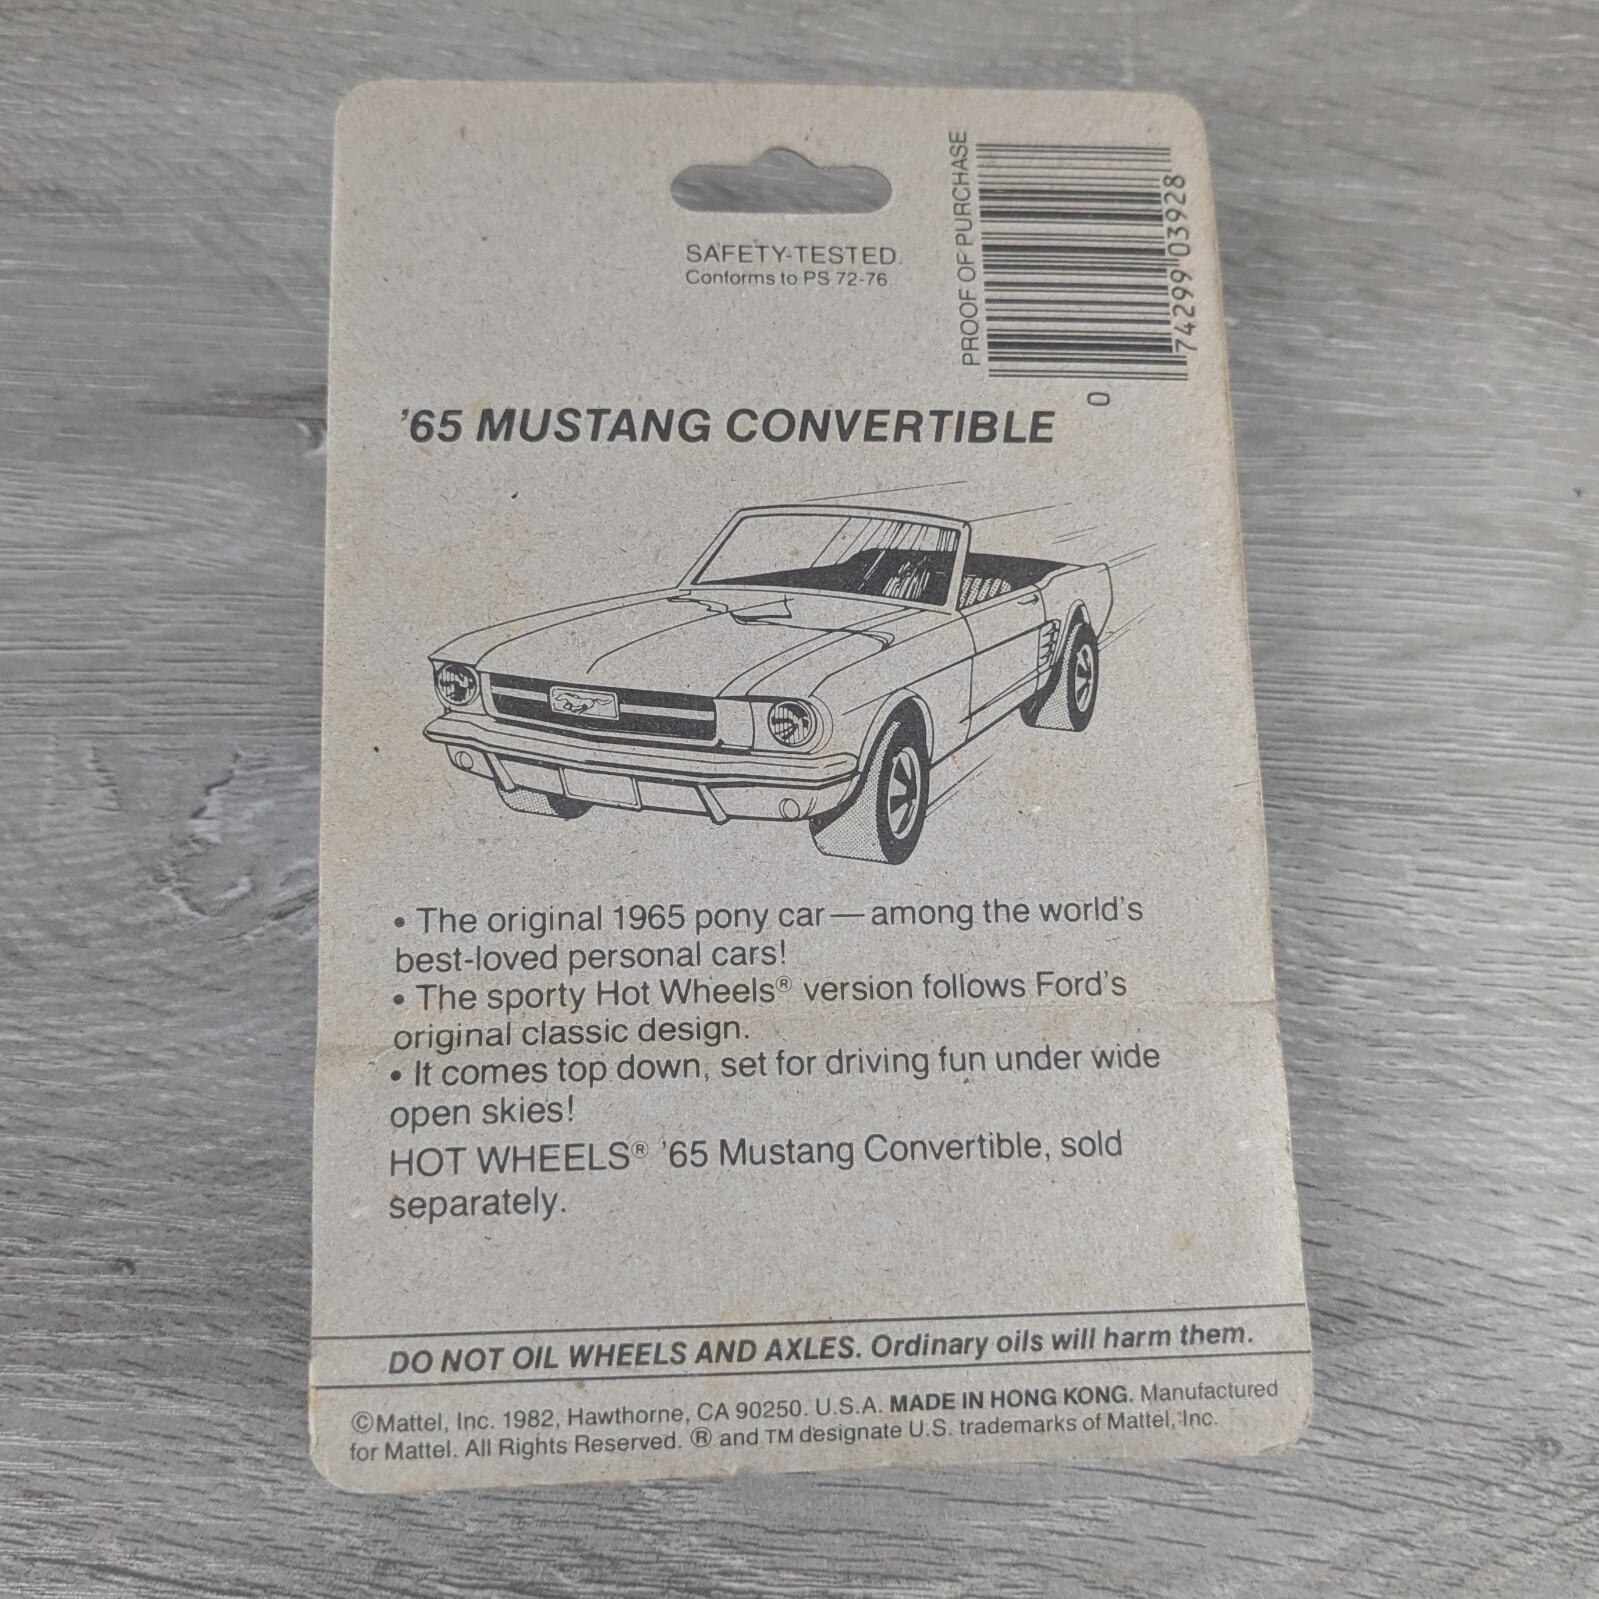 PROOF OF PURCHASE
0 74299 03928
SAFETY-TESTED.
Conforms to PS 72-76.
'65 MUSTANG CONVERTIBLE
• The original 1965 pony car — among the world's
best-loved personal cars!
• The sporty Hot Wheels® version follows Ford's
original classic design.
• It comes top down, set for driving fun under wide
open skies!
HOT WHEELS® '65 Mustang Convertible, sold
separately.
DO NOT OIL WHEELS AND AXLES. Ordinary oils will harm them.
©Mattel, Inc. 1982, Hawthorne, CA 90250. U.S.A. MADE IN HONG KONG. Manufactured
for Mattel. All Rights Reserved. ® and TM designate U.S. trademarks of Mattel, Inc.